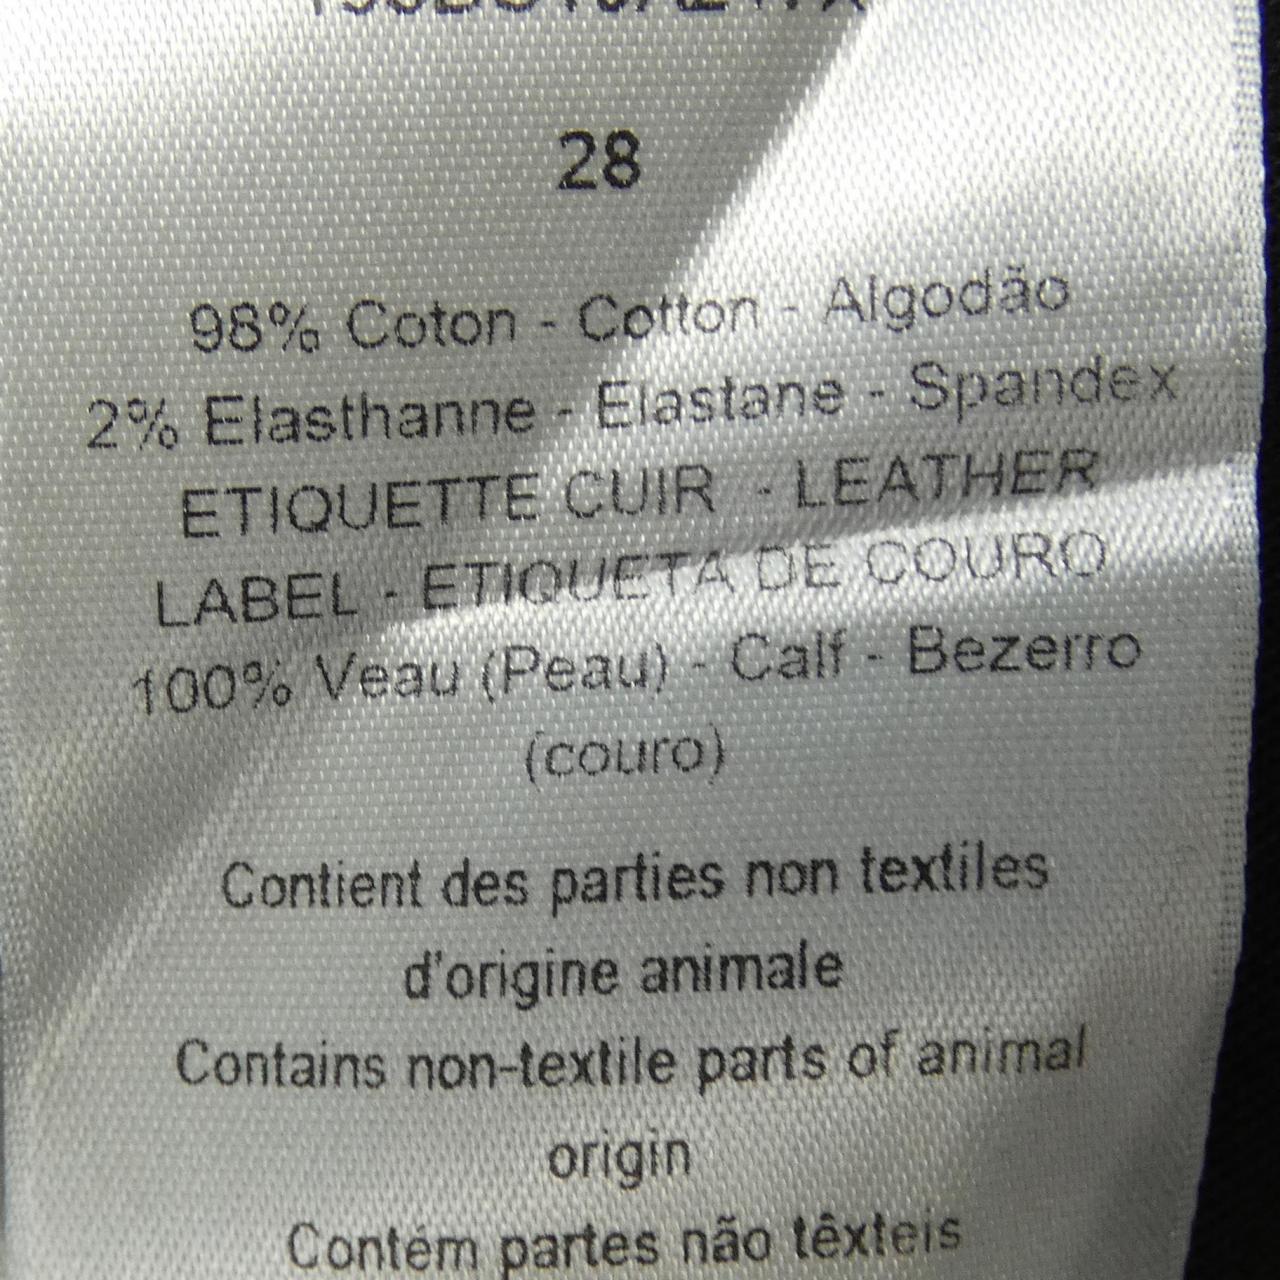 28
98% Coton - Cotton - Algodão
2% Elasthanne - Elastane - Spandex
ETIQUETTE CUIR - LEATHER
LABEL - ETIQUETA DE COURO
100% Veau (Peau) - Calf - Bezerro
(couro)
Contient des parties non textiles
d'origine animale
Contains non-textile parts of animal
origin
Contém partes não têxteis